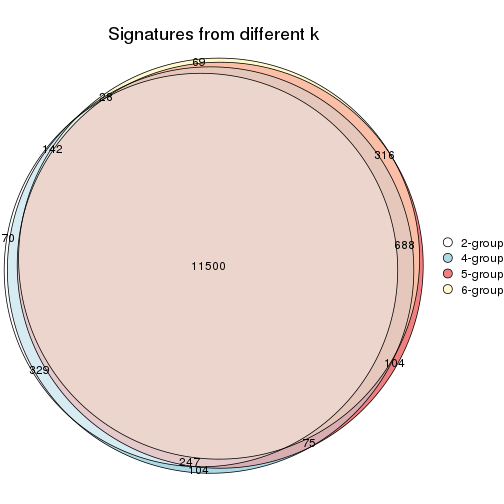 Signatures from different k
69
28
142
316
70
688
11500
329
104
75
247
104
2-group
4-group
5-group
6-group